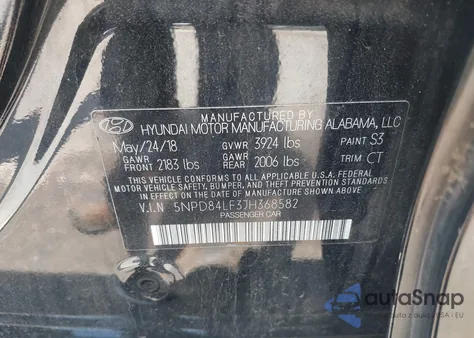 MANUFACTURED BY
HYUNDAI MOTOR MANUFACTURING ALABAMA, LLC
May/24/18 GVWR 3924 lbs PAINT S3
GAWR FRONT 2183 lbs GAWR REAR 2006 lbs TRIM CT
THIS VEHICLE CONFORMS TO ALL APPLICABLE U.S.A FEDERAL
MOTOR VEHICLE SAFETY, BUMPER, AND THEFT PREVENTION STANDARDS
IN EFFECT ON THE DATE OF MANUFACTURE SHOWN ABOVE.
V.I.N 5NPD84LF3JH368582
PASSENGER CAR
autoSnap
USA - EU